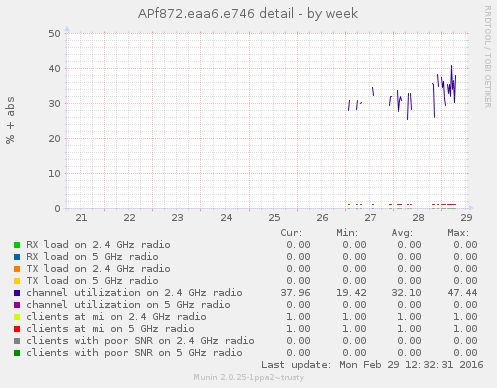 APf872.eaa6.e746 detail - by week
RRDTOOL / TOBI OETIKER
% + abs
50
40
30
20
10
0
21 22 23 24 25 26 27 28 29
Cur: Min: Avg: Max:
RX load on 2.4 GHz radio 0.00 0.00 0.00 0.00
RX load on 5 GHz radio 0.00 0.00 0.00 0.00
TX load on 2.4 GHz radio 0.00 0.00 0.00 0.00
TX load on 5 GHz radio 0.00 0.00 0.00 0.00
channel utilization on 2.4 GHz radio 37.96 19.42 32.10 47.44
channel utilization on 5 GHz radio 0.00 0.00 0.00 0.00
clients at mi on 2.4 GHz radio 1.00 1.00 1.00 1.00
clients at mi on 5 GHz radio 1.00 1.00 1.00 1.00
clients with poor SNR on 2.4 GHz radio 0.00 0.00 0.00 0.00
clients with poor SNR on 5 GHz radio 0.00 0.00 0.00 0.00
Last update: Mon Feb 29 12:32:31 2016
Munin 2.0.25-1ppa2~trusty